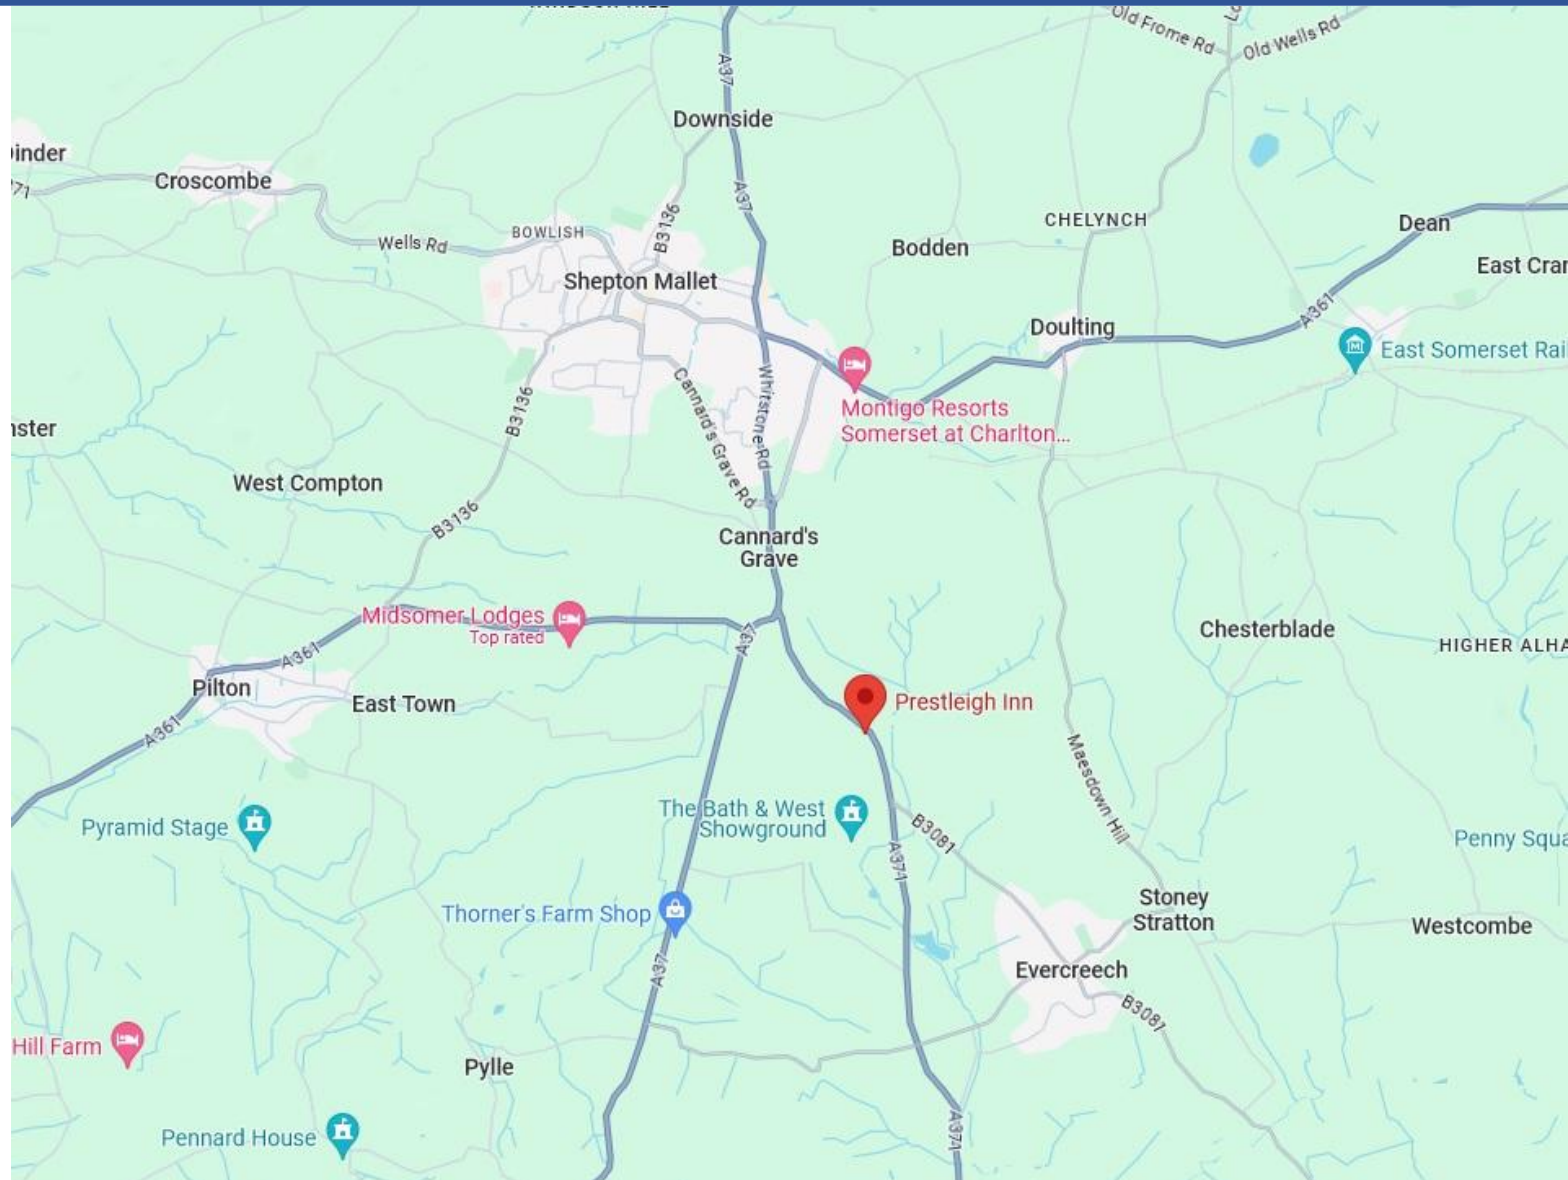 Old Frome Rd
Old Wells Rd
A37
Downside
Croscombe
A37
B3136
CHELYNCH
Dean
BOWLISH
Wells Rd
Bodden
East Cran
Shepton Mallet
A361
Doulting
East Somerset Rail
Whitstone Rd
Cannard's Grave Rd
B3136
Montigo Resorts
Somerset at Charlton...
West Compton
B3136
Cannard's
Grave
Midsomer Lodges
Top rated
A37
Chesterblade
HIGHER ALHA
A361
Pilton
East Town
Prestleigh Inn
A361
Maesdown Hill
The Bath & West
Showground
Pyramid Stage
B3081
Penny Squa
A371
Thorner's Farm Shop
Stoney
Stratton
Westcombe
A37
Evercreech
B3081
Hill Farm
Pylle
Pennard House
A371